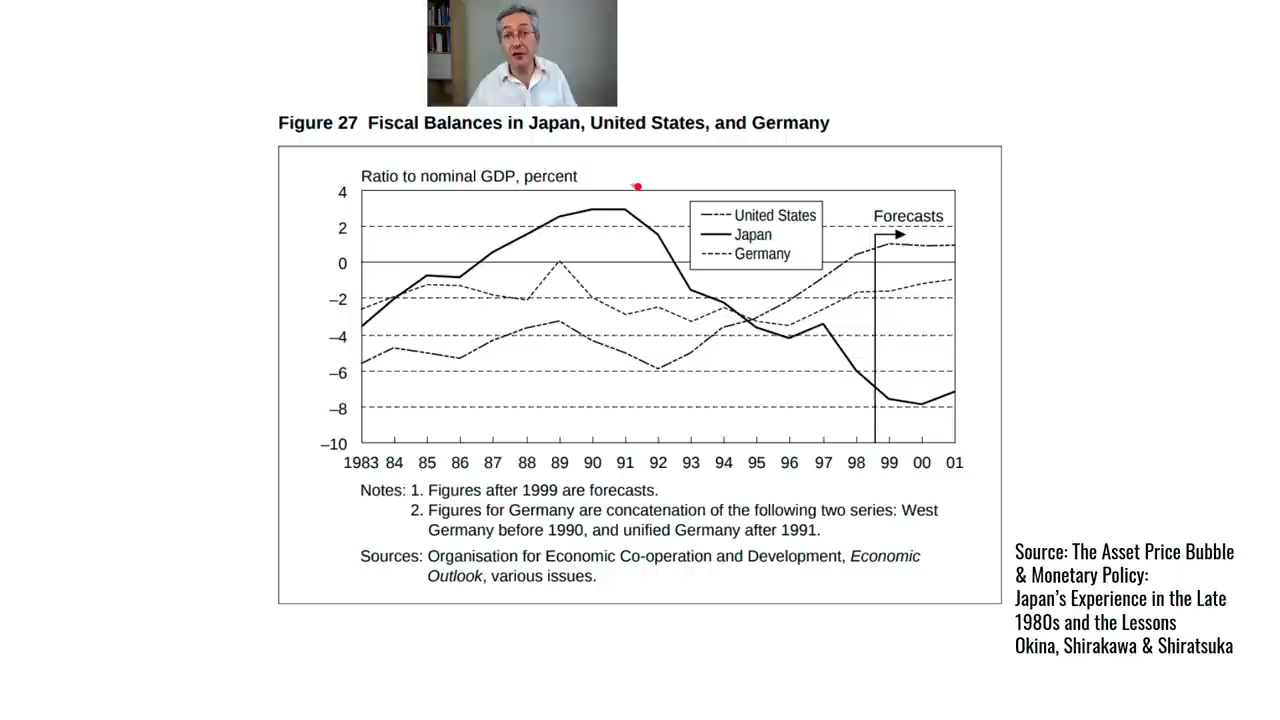 Figure 27  Fiscal Balances in Japan, United States, and Germany
Ratio to nominal GDP, percent
4
2
0
–2
–4
–6
–8
–10
United States
Japan
Germany
Forecasts
1983 84 85 86 87 88 89 90 91 92 93 94 95 96 97 98 99 00 01
Notes: 1. Figures after 1999 are forecasts.
2. Figures for Germany are concatenation of the following two series: West
Germany before 1990, and unified Germany after 1991.
Sources: Organisation for Economic Co-operation and Development, Economic
Outlook, various issues.
Source: The Asset Price Bubble
& Monetary Policy:
Japan’s Experience in the Late
1980s and the Lessons
Okina, Shirakawa & Shiratsuka